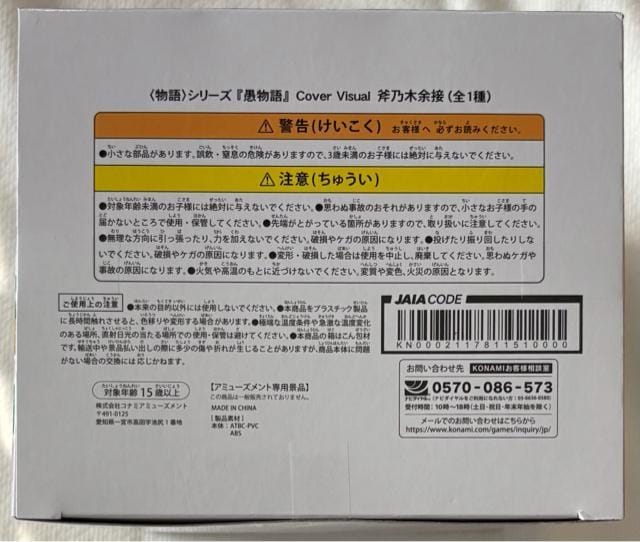 〈物語〉シリーズ『愚物語』 Cover Visual 斧乃木余接（全1種）
⚠ 警告（けいこく） お客様へ 必ずお読みください。
●小さな部品があります。誤飲・窒息の危険がありますので、3歳未満のお子様には絶対に与えないでください。
⚠ 注意（ちゅうい）
●対象年齢未満のお子様には絶対に与えないでください。●思わぬ事故のおそれがありますので、小さなお子様の手の
届かないところで使用・保管してください。●先端がとがっている箇所がありますので、取り扱いに注意してください。
●無理な方向に引っ張ったり、力を加えないでください。破損やケガの原因になります。●投げたり振り回したりしな
いでください。破損やケガの原因になります。●変形・破損した場合は使用を中止し、廃棄してください。思わぬケガや
事故の原因になります。●火気や高温のもとに近づけないでください。変質や変色、火災の原因となります。
ご使用上の注意 ●本来の目的以外には使用しないでください。●本商品をプラスチック製品
に長時間触れさせると、色移りや変形する場合があります。●極端な温度条件や急激な温度変化
のある場所、直射日光の当たる場所での使用・保管は避けてください。●本商品の箱はこん包材
です。輸送中や景品払い出しの際に多少の傷や折れが生じることがありますが、商品本体に問題
がない場合の交換には応じかねます。
JAIA CODE
KN0002117811510000
対象年齢 15歳以上
株式会社コナミアミューズメント
〒491-0125
愛知県一宮市高田字池尻1番地
【アミューズメント専用景品】
この商品は一般販売されておりません。
MADE IN CHINA
【製品素材】
本体：ATBC-PVC
ABS
お問い合わせ先 KONAMIお客様相談室
ナビダイヤル 0570-086-573
受付時間：10時～18時（土日・祝日・年末年始を除く）
メールでのお問い合わせはこちらから
https://www.konami.com/games/inquiry/jp/